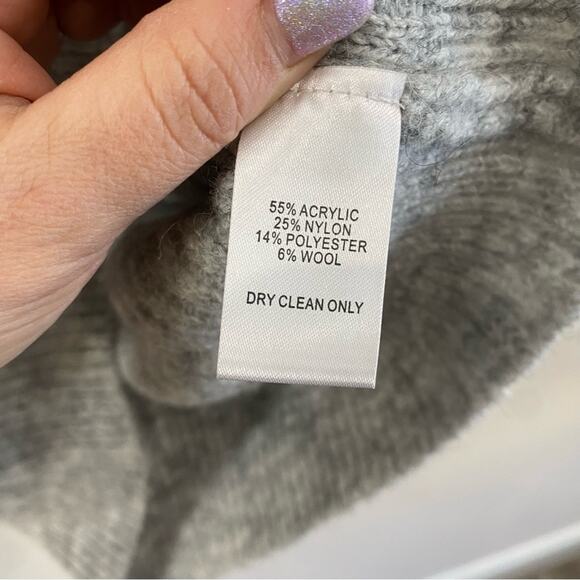 55% ACRYLIC
25% NYLON
14% POLYESTER
6% WOOL
DRY CLEAN ONLY